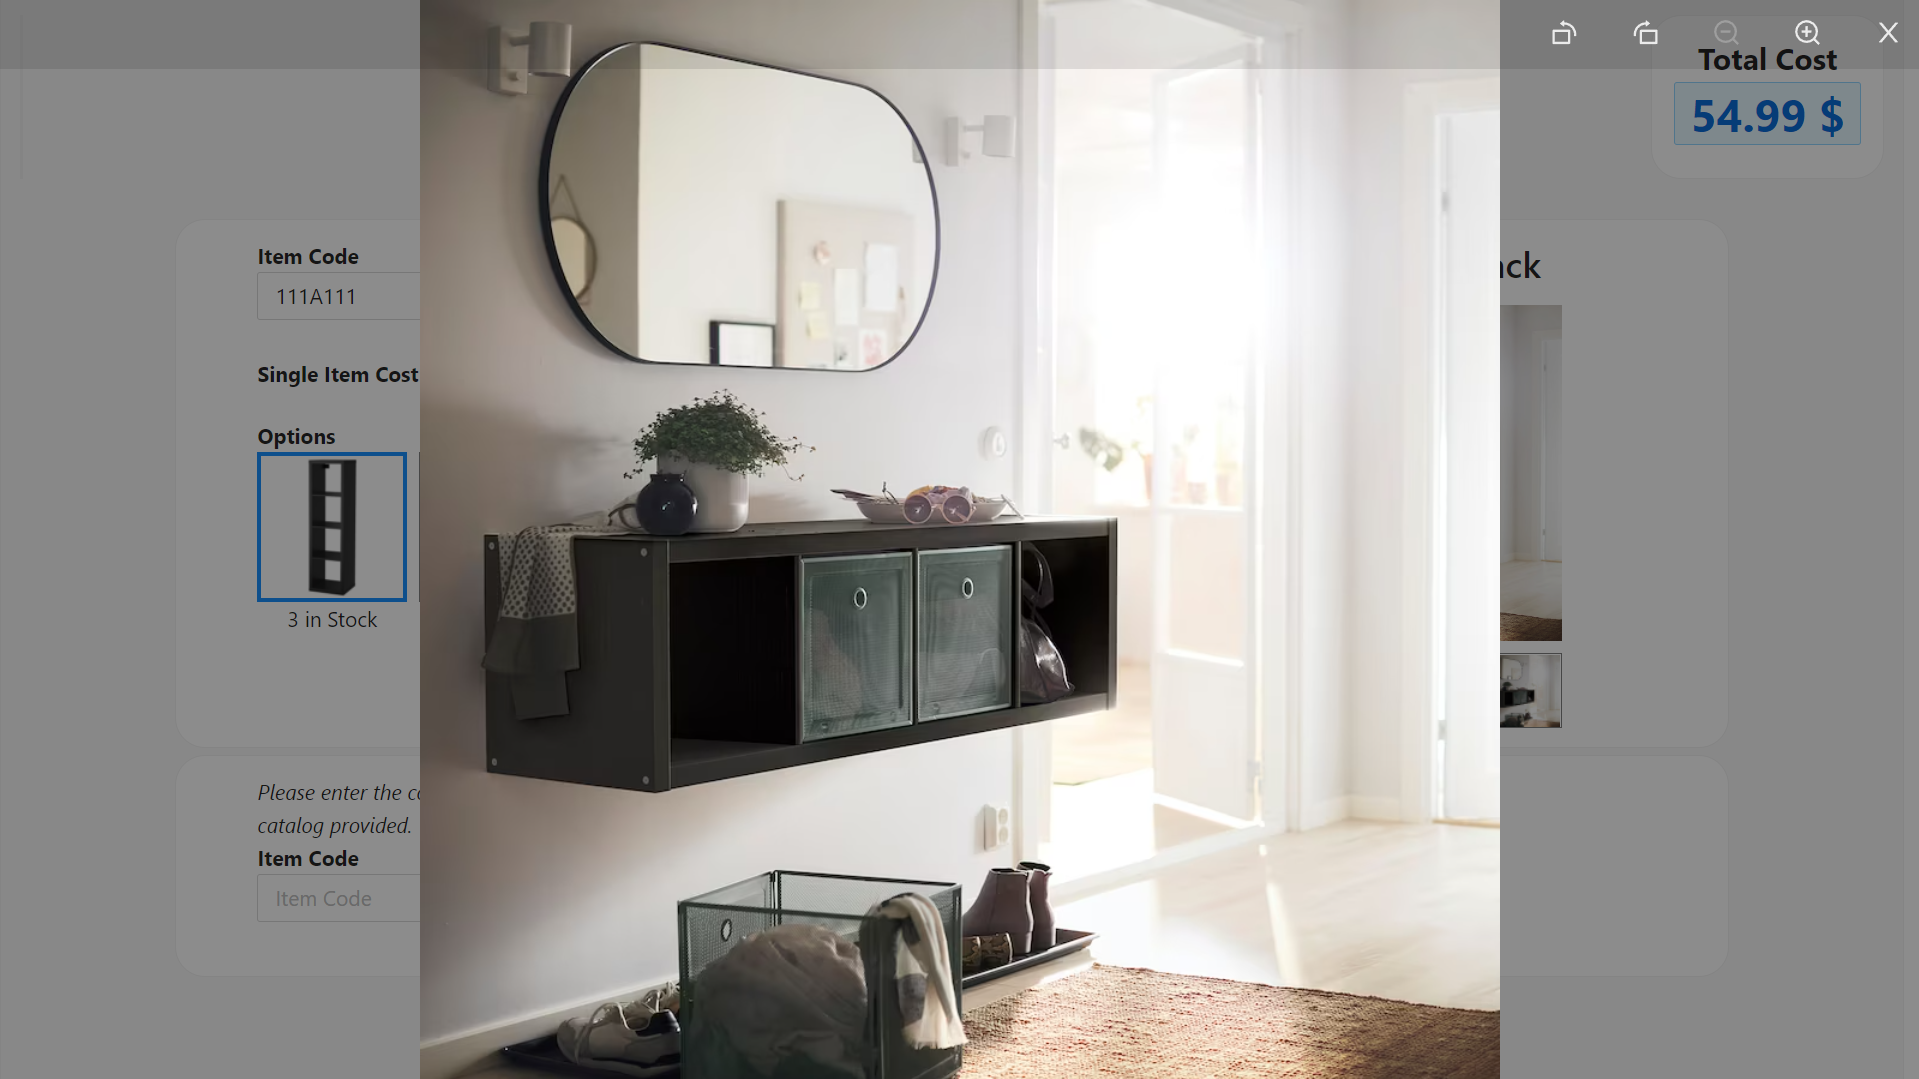 Total Cost
54.99 $
Item Code
111A111
Single Item Cost
Options
3 in Stock
Please enter the
catalog provided.
Item Code
Item Code